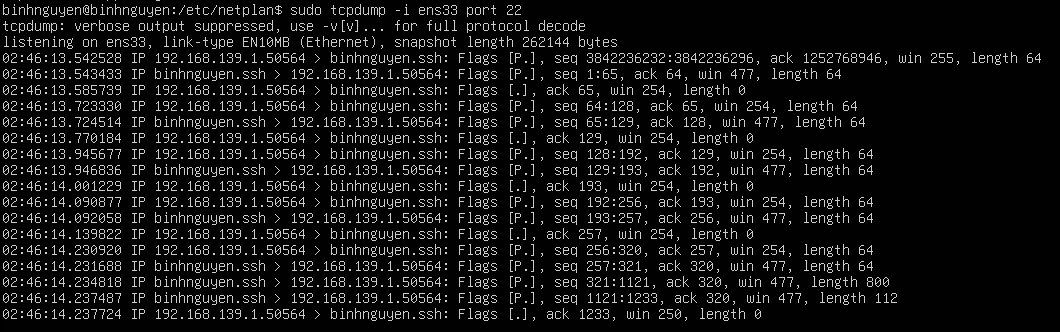 binhnguyen@binhnguyen:/etc/netplan$ sudo tcpdump -i ens33 port 22
tcpdump: verbose output suppressed, use -v[v]... for full protocol decode
listening on ens33, link-type EN10MB (Ethernet), snapshot length 262144 bytes
02:46:13.542528 IP 192.168.139.1.50564 > binhnguyen.ssh: Flags [P.], seq 3842236232:3842236296, ack 1252768946, win 255, length 64
02:46:13.543433 IP binhnguyen.ssh > 192.168.139.1.50564: Flags [P.], seq 1:65, ack 64, win 477, length 64
02:46:13.585739 IP 192.168.139.1.50564 > binhnguyen.ssh: Flags [.], ack 65, win 254, length 0
02:46:13.723330 IP 192.168.139.1.50564 > binhnguyen.ssh: Flags [P.], seq 64:128, ack 65, win 254, length 64
02:46:13.724514 IP binhnguyen.ssh > 192.168.139.1.50564: Flags [P.], seq 65:129, ack 128, win 477, length 64
02:46:13.770184 IP 192.168.139.1.50564 > binhnguyen.ssh: Flags [.], ack 129, win 254, length 0
02:46:13.945677 IP 192.168.139.1.50564 > binhnguyen.ssh: Flags [P.], seq 128:192, ack 129, win 254, length 64
02:46:13.946836 IP binhnguyen.ssh > 192.168.139.1.50564: Flags [P.], seq 129:193, ack 192, win 477, length 64
02:46:14.001229 IP 192.168.139.1.50564 > binhnguyen.ssh: Flags [.], ack 193, win 254, length 0
02:46:14.090877 IP 192.168.139.1.50564 > binhnguyen.ssh: Flags [P.], seq 192:256, ack 193, win 254, length 64
02:46:14.092058 IP binhnguyen.ssh > 192.168.139.1.50564: Flags [P.], seq 193:257, ack 256, win 477, length 64
02:46:14.139822 IP 192.168.139.1.50564 > binhnguyen.ssh: Flags [.], ack 257, win 254, length 0
02:46:14.230920 IP 192.168.139.1.50564 > binhnguyen.ssh: Flags [P.], seq 256:320, ack 257, win 254, length 64
02:46:14.231688 IP binhnguyen.ssh > 192.168.139.1.50564: Flags [P.], seq 257:321, ack 320, win 477, length 64
02:46:14.234818 IP binhnguyen.ssh > 192.168.139.1.50564: Flags [P.], seq 321:1121, ack 320, win 477, length 800
02:46:14.237487 IP binhnguyen.ssh > 192.168.139.1.50564: Flags [P.], seq 1121:1233, ack 320, win 477, length 112
02:46:14.237724 IP 192.168.139.1.50564 > binhnguyen.ssh: Flags [.], ack 1233, win 250, length 0